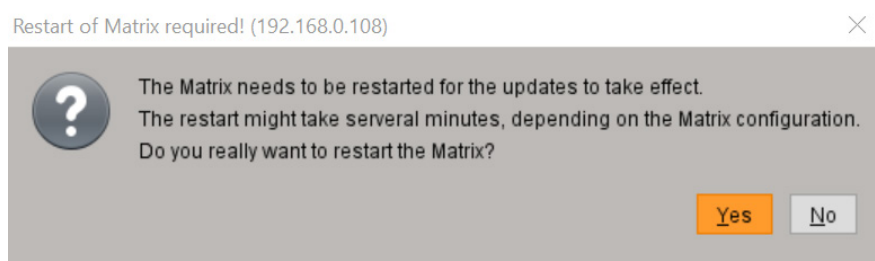 Restart of Matrix required! (192.168.0.108)
The Matrix needs to be restarted for the updates to take effect.
The restart might take serveral minutes, depending on the Matrix configuration.
Do you really want to restart the Matrix?
Yes No